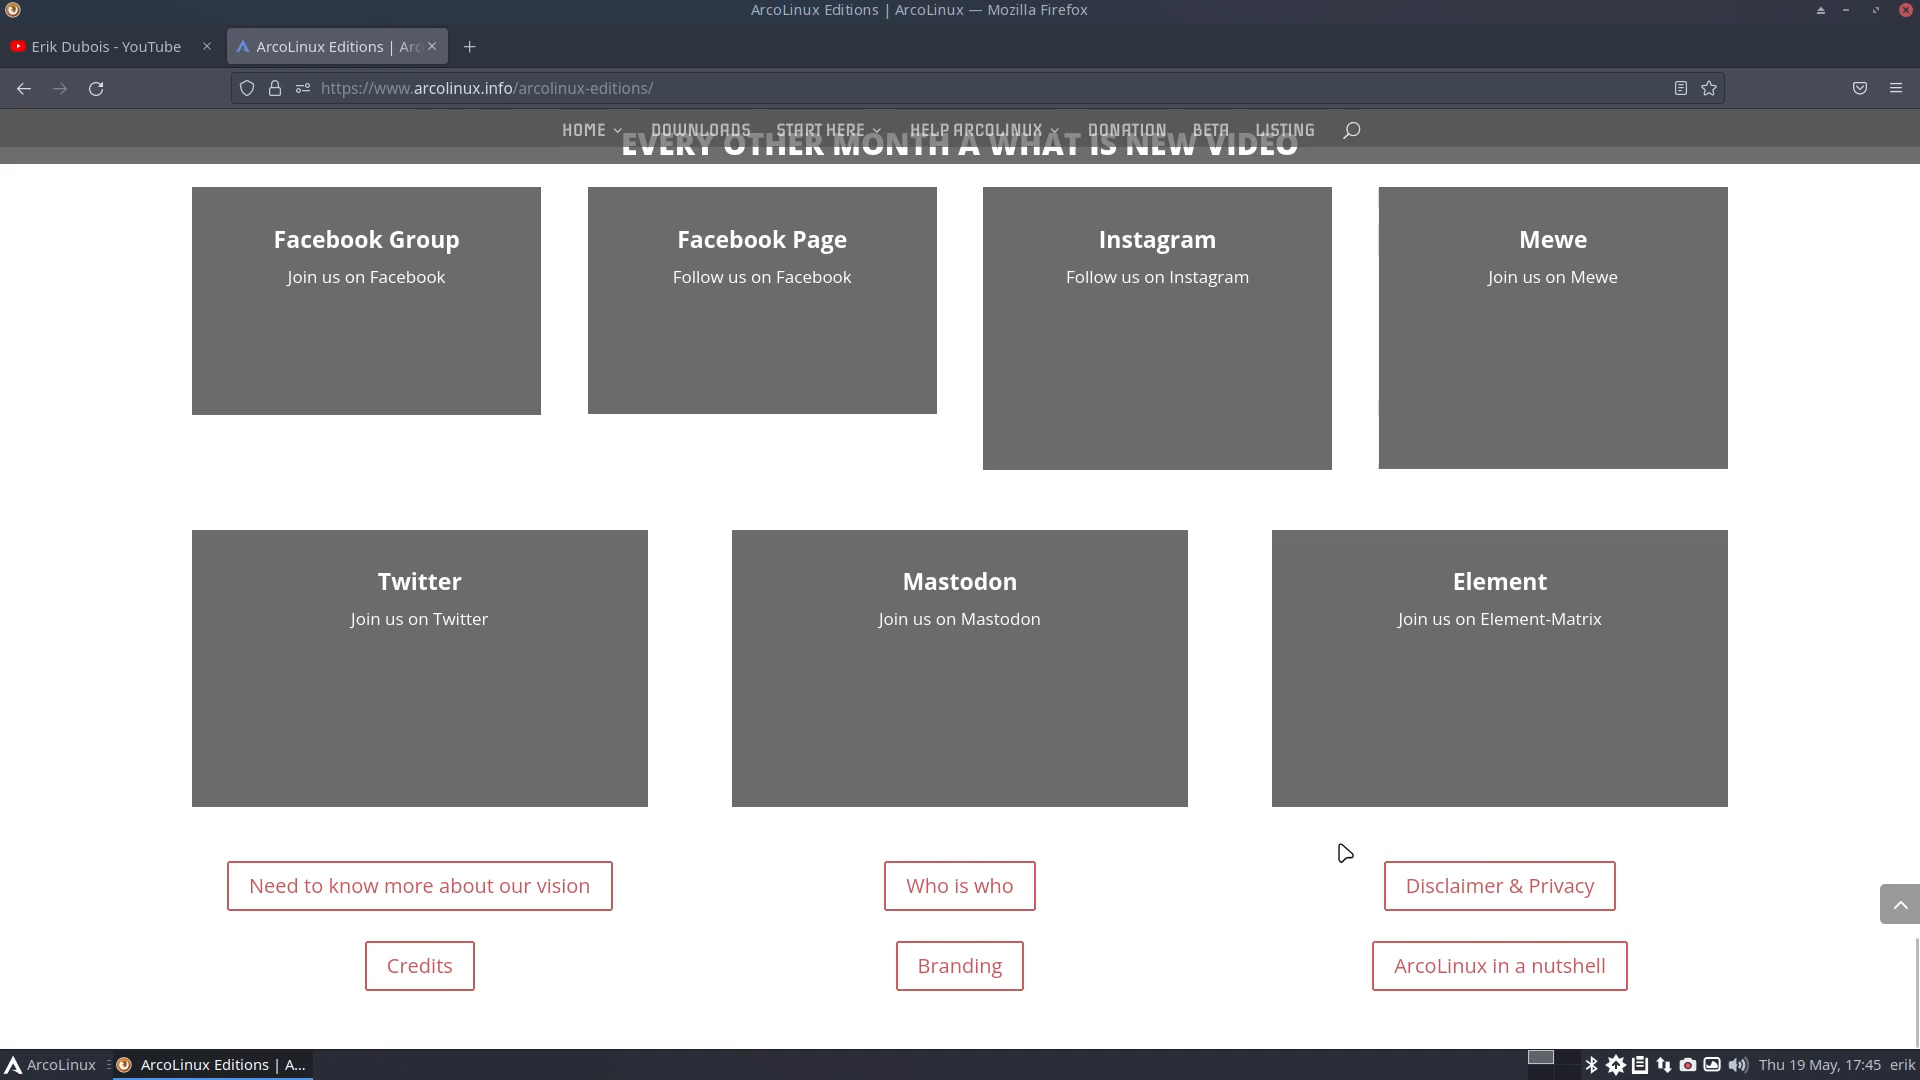 ArcoLinux Editions | ArcoLinux — Mozilla Firefox
Erik Dubois - YouTube
ArcoLinux Editions | Arc
https://www.arcolinux.info/arcolinux-editions/
HOME DOWNLOADS START HERE HELP ARCOLINUX DONATION BETA LISTING
EVERY OTHER MONTH A WHAT IS NEW VIDEO
Facebook Group
Join us on Facebook
Facebook Page
Follow us on Facebook
Instagram
Follow us on Instagram
Mewe
Join us on Mewe
Twitter
Join us on Twitter
Mastodon
Join us on Mastodon
Element
Join us on Element-Matrix
Need to know more about our vision
Who is who
Disclaimer & Privacy
Credits
Branding
ArcoLinux in a nutshell
ArcoLinux
ArcoLinux Editions | A...
Thu 19 May, 17:45
erik